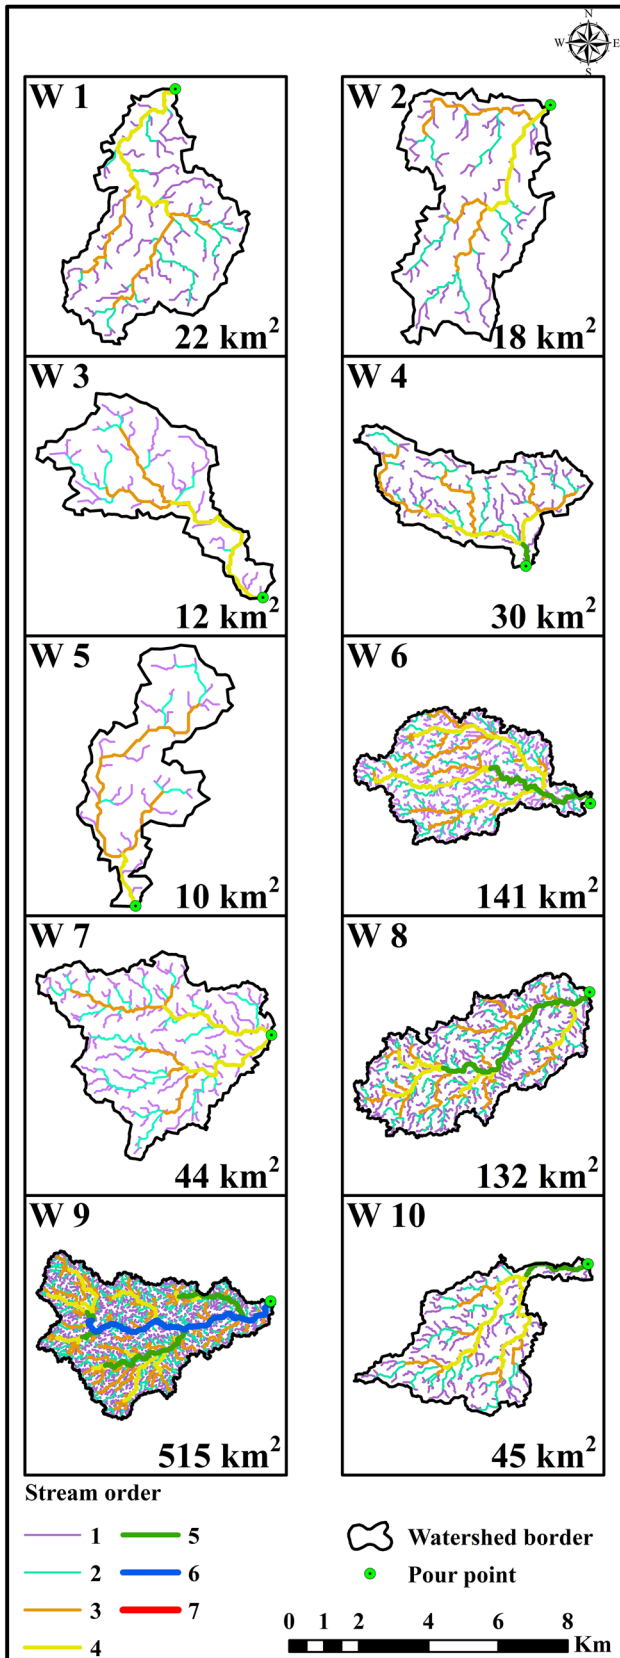 N
W E
S
W 1
22 km²
W 2
18 km²
W 3
12 km²
W 4
30 km²
W 5
10 km²
W 6
141 km²
W 7
44 km²
W 8
132 km²
W 9
515 km²
W 10
45 km²
Stream order
1
2
3
4
5
6
7
Watershed border
Pour point
0 1 2 4 6 8
Km